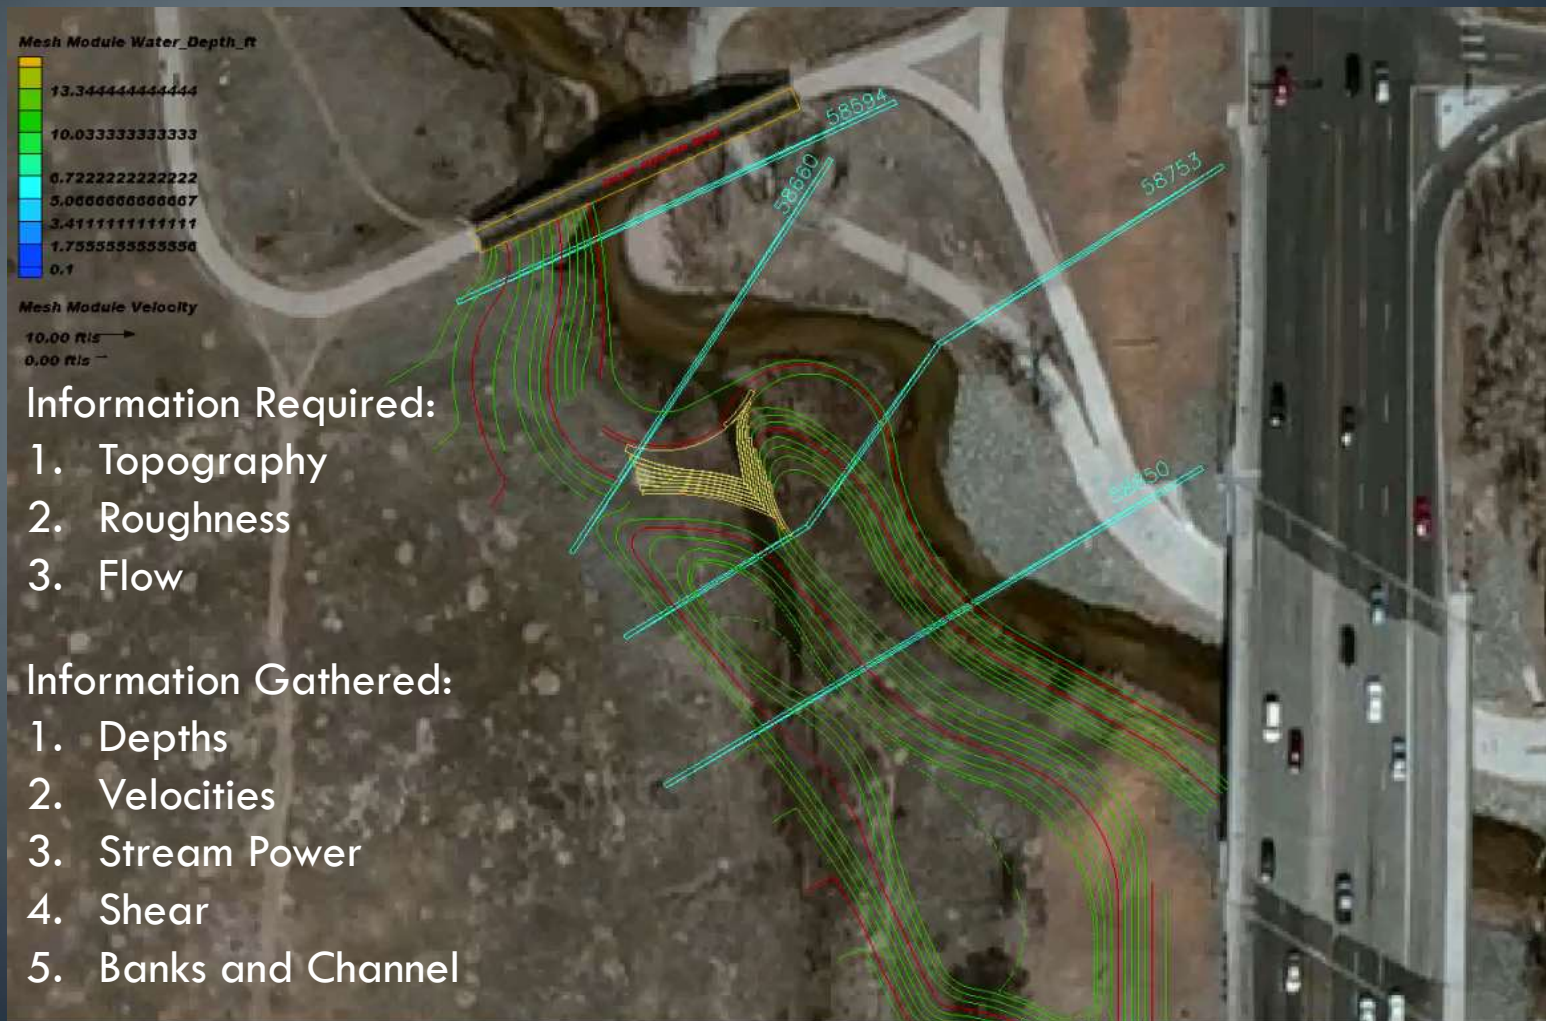 Mesh Module Water_Depth_ft
13.344444444444
10.033333333333
6.7222222222222
5.0666666666667
3.4111111111111
1.7555555555556
0.1
Mesh Module Velocity
10.00 ft/s
0.00 ft/s
58594
58660
58753
Information Required:
1. Topography
2. Roughness
3. Flow
Information Gathered:
1. Depths
2. Velocities
3. Stream Power
4. Shear
5. Banks and Channel